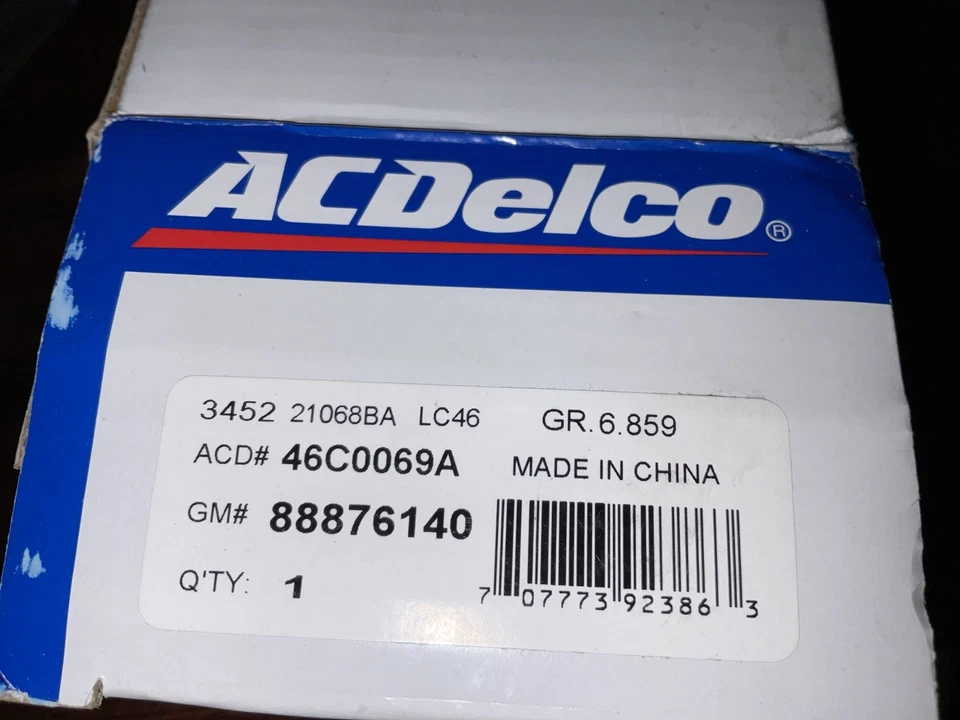 ACDelco®
3452 21068BA LC46 GR.6.859
ACD# 46C0069A MADE IN CHINA
GM# 88876140
Q'TY: 1
7 07773 92386 3